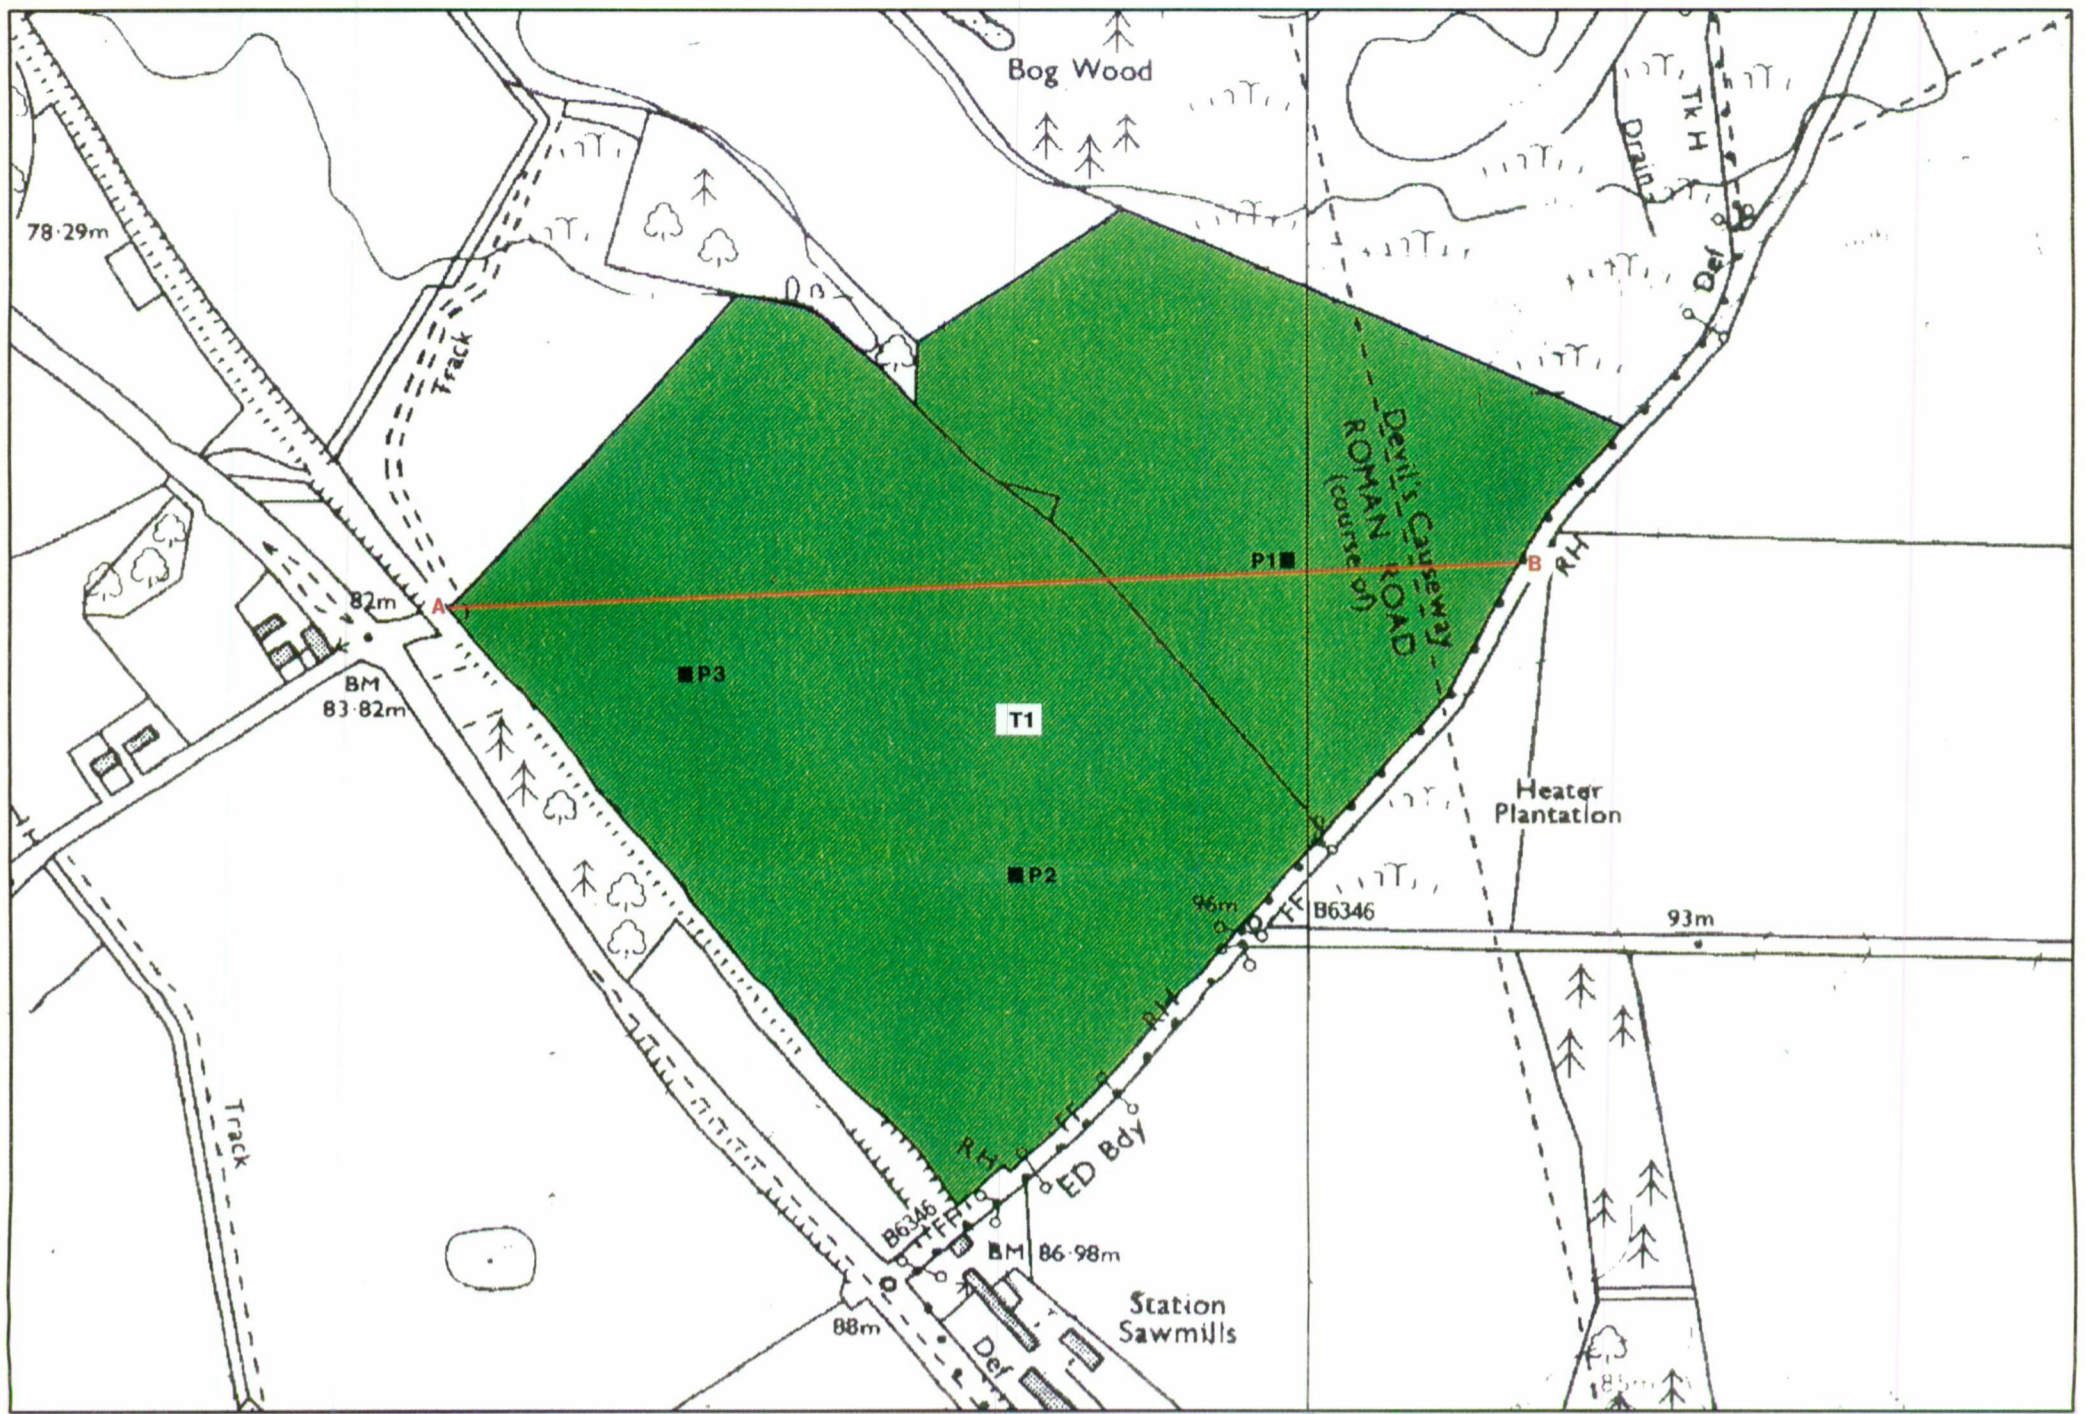 Bog Wood
Tk H
Drain
78·29m
Def
Track
Devil's Causeway
ROMAN ROAD
(course of)
P1
B
RH
A
82m
P3
BM
83·82m
T1
Heater
Plantation
P2
96m
FF
B6346
93m
RH
Track
FF
RH
ED Bdy
B6346
FF
BM 86·98m
Station
Sawmills
88m
Def
85m